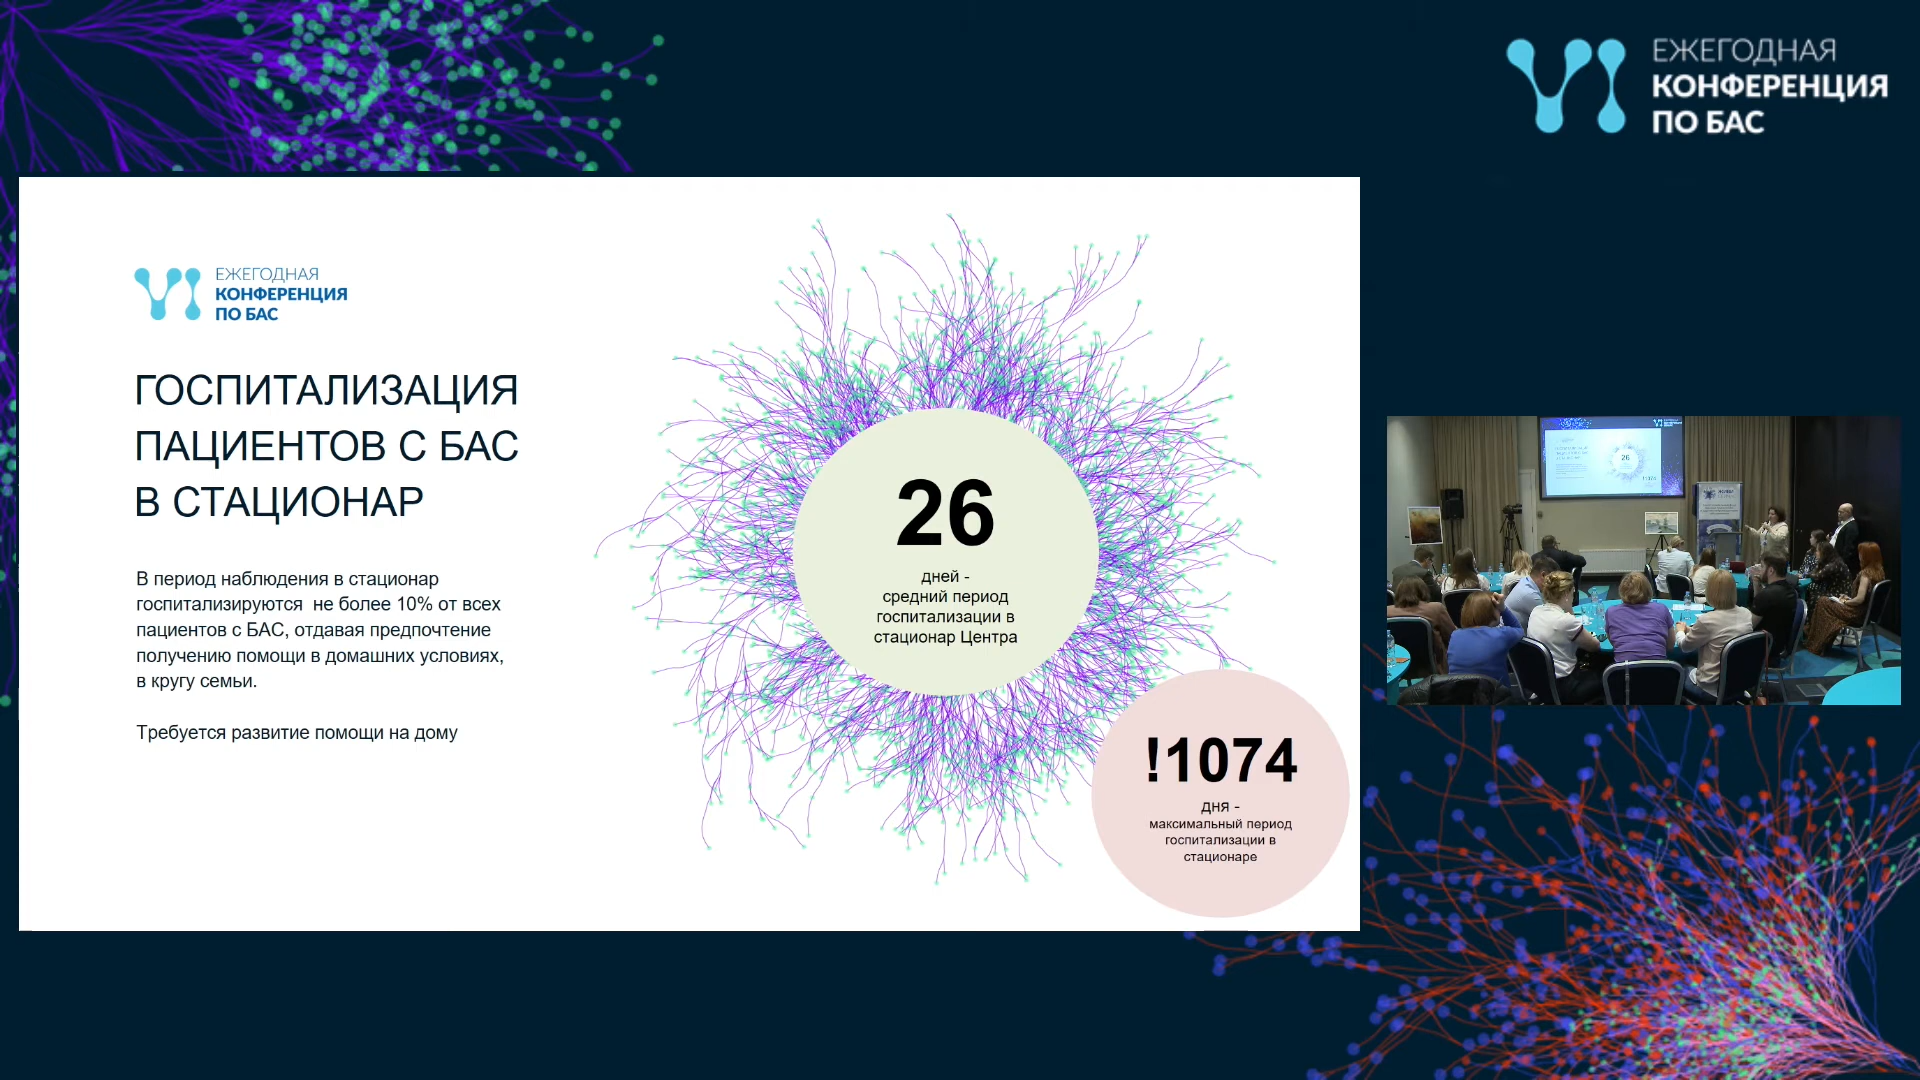 ЕЖЕГОДНАЯ
КОНФЕРЕНЦИЯ
ПО БАС
ЕЖЕГОДНАЯ
КОНФЕРЕНЦИЯ
ПО БАС
ГОСПИТАЛИЗАЦИЯ
ПАЦИЕНТОВ С БАС
В СТАЦИОНАР
В период наблюдения в стационар
госпитализируются не более 10% от всех
пациентов с БАС, отдавая предпочтение
получению помощи в домашних условиях,
в кругу семьи.
Требуется развитие помощи на дому
26
дней -
средний период
госпитализации в
стационар Центра
!1074
дня -
максимальный период
госпитализации в
стационаре
26